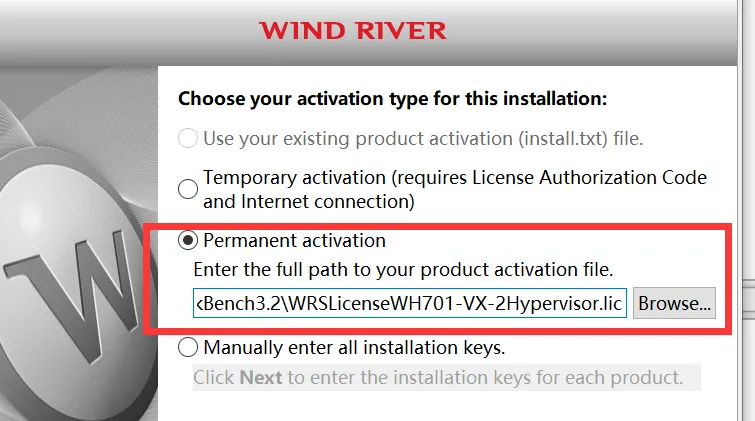 WIND RIVER
Choose your activation type for this installation:
Use your existing product activation (install.txt) file.
Temporary activation (requires License Authorization Code
and Internet connection)
Permanent activation
Enter the full path to your product activation file.
Bench3.2\WRSLicenseWH701-VX-2Hypervisor.lic Browse...
Manually enter all installation keys.
Click Next to enter the installation keys for each product.